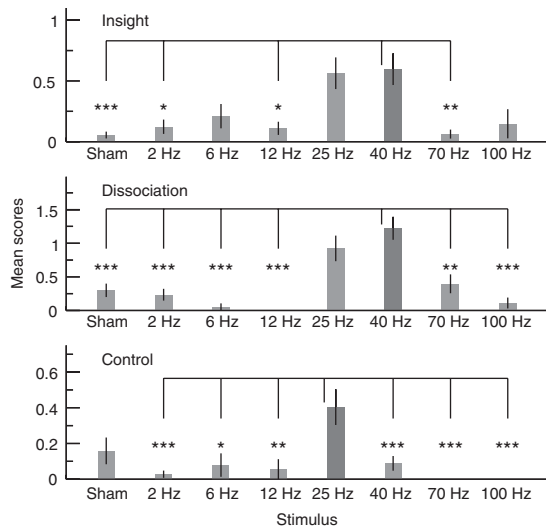 1
Insight
0.5
*** * * **
0
Sham 2 Hz 6 Hz 12 Hz 25 Hz 40 Hz 70 Hz 100 Hz
Mean scores
Dissociation
1.5
1
*** *** *** *** ** ***
0.5
0
Sham 2 Hz 6 Hz 12 Hz 25 Hz 40 Hz 70 Hz 100 Hz
Control
0.6
0.4
*** * ** *** *** ***
0.2
0
Sham 2 Hz 6 Hz 12 Hz 25 Hz 40 Hz 70 Hz 100 Hz
Stimulus